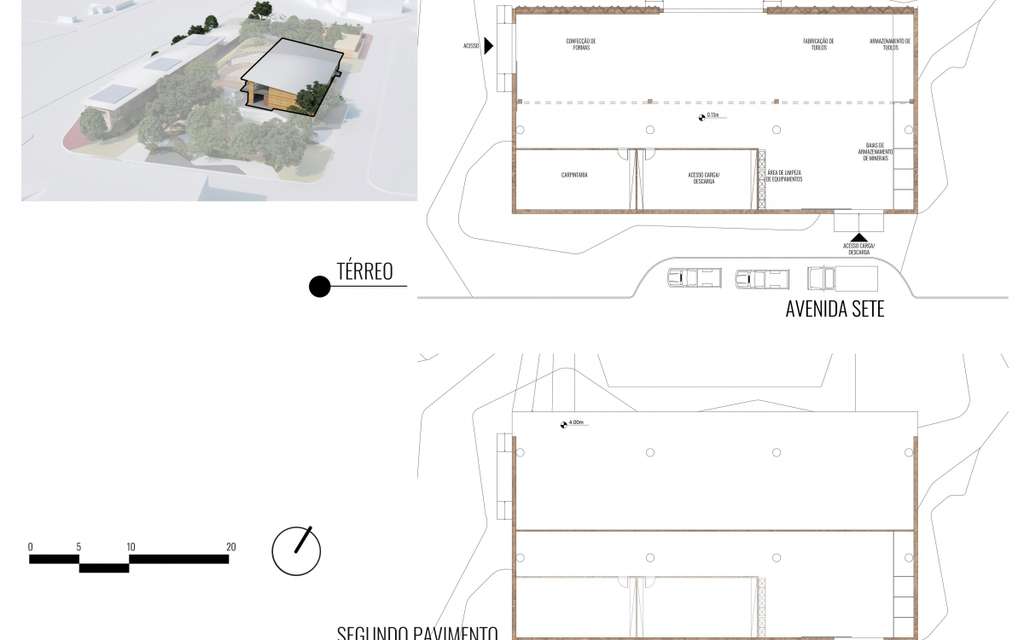 ACESSO
CONFECÇÃO DE
FORMAS
FABRICAÇÃO DE
TIJOLOS
ARMAZENAMENTO DE
TIJOLOS
0.15m
BAIAS DE
ARMAZENAMENTO
DE MINERAIS
CARPINTARIA
ACESSO CARGA/
DESCARGA
ÁREA DE LIMPEZA
DE EQUIPAMENTOS
ACESSO CARGA/
DESCARGA
TÉRREO
AVENIDA SETE
4.00m
0 5 10 20
SEGUNDO PAVIMENTO